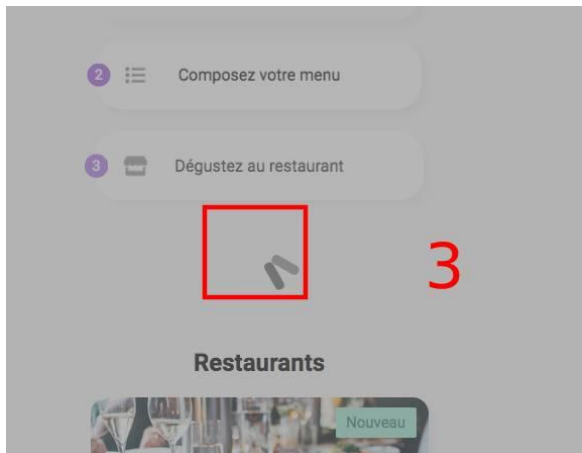 2 Composez votre menu
3 Dégustez au restaurant
3
Restaurants
Nouveau